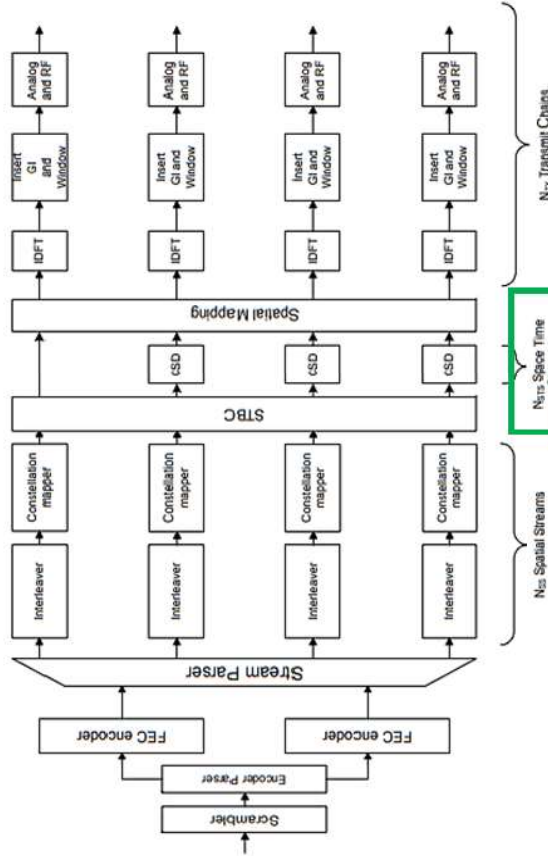 Scrambler
Encoder Parser
FEC encoder
FEC encoder
Stream Parser
Interleaver
Constellation
mapper
Interleaver
Constellation
mapper
Interleaver
Constellation
mapper
Interleaver
Constellation
mapper
STBC
CSD
CSD
CSD
Spatial Mapping
IDFT
Insert
GI
and
Window
Analog
and RF
IDFT
Insert
GI and
Window
Analog
and RF
IDFT
Insert
GI and
Window
Analog
and RF
IDFT
Insert
GI and
Window
Analog
and RF
NSS Spatial Streams
NSTS Space Time
NTX Transmit Chains